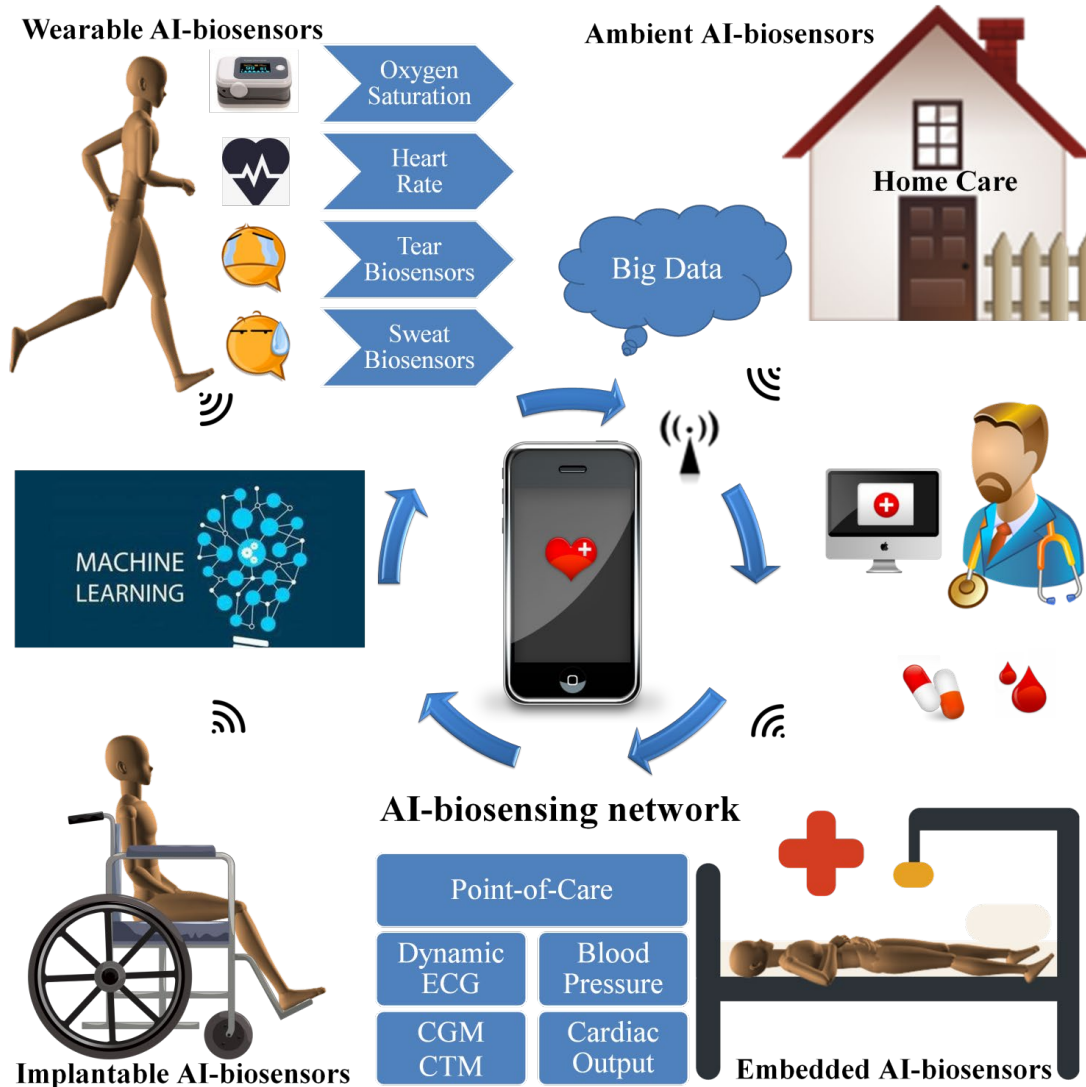 Wearable AI-biosensors
Ambient AI-biosensors
Oxygen
Saturation
Heart
Rate
Tear
Biosensors
Sweat
Biosensors
Home Care
Big Data
MACHINE
LEARNING
AI-biosensing network
Point-of-Care
Dynamic
ECG
Blood
Pressure
CGM
CTM
Cardiac
Output
Implantable AI-biosensors
Embedded AI-biosensors